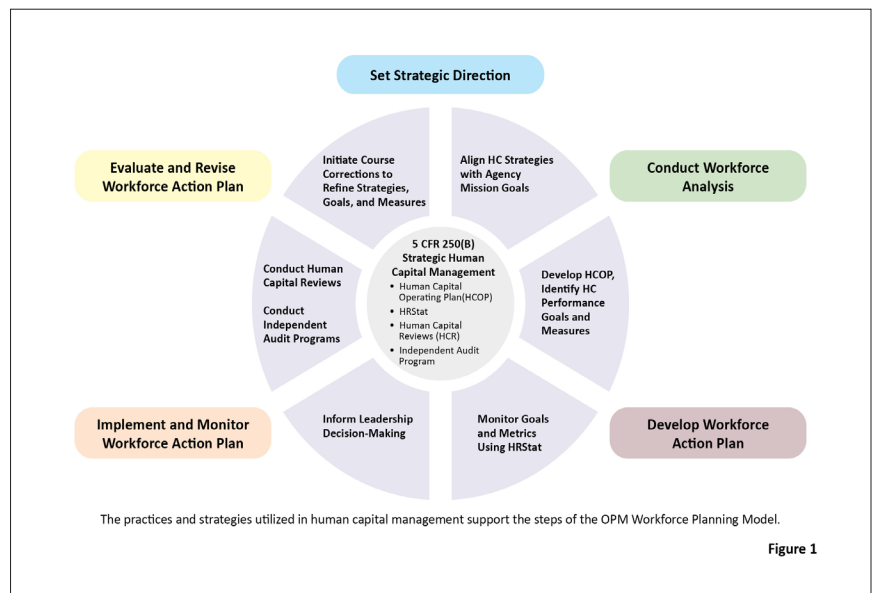 Set Strategic Direction
Evaluate and Revise
Workforce Action Plan
Initiate Course
Corrections to
Refine Strategies,
Goals, and Measures
Align HC Strategies
with Agency
Mission Goals
Conduct Workforce
Analysis
Conduct Human
Capital Reviews
Conduct
Independent
Audit Programs
5 CFR 250(B)
Strategic Human
Capital Management
• Human Capital
Operating Plan(HCOP)
• HRStat
• Human Capital
Reviews (HCR)
• Independent Audit
Program
Develop HCOP,
Identify HC
Performance
Goals and
Measures
Implement and Monitor
Workforce Action Plan
Inform Leadership
Decision-Making
Monitor Goals
and Metrics
Using HRStat
Develop Workforce
Action Plan
The practices and strategies utilized in human capital management support the steps of the OPM Workforce Planning Model.
Figure 1